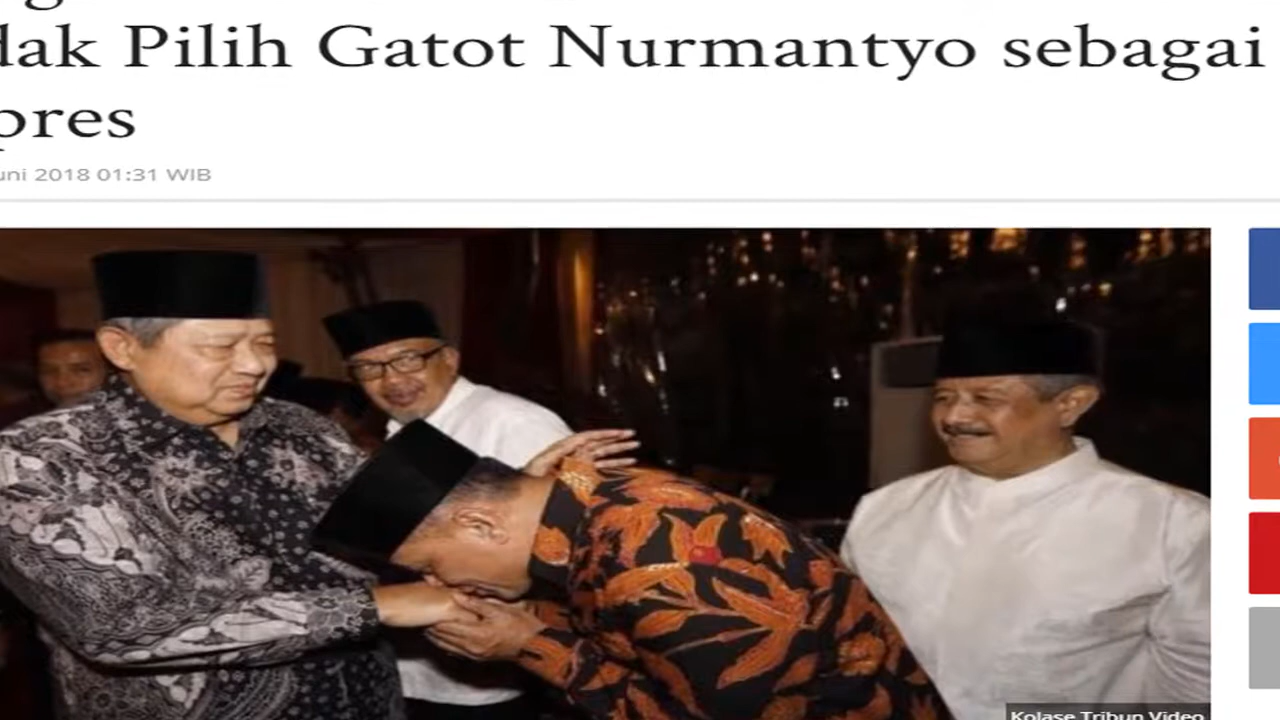 dak Pilih Gatot Nurmantyo sebagai
pres
uni 2018 01:31 WIB
Kolase Tribun Video